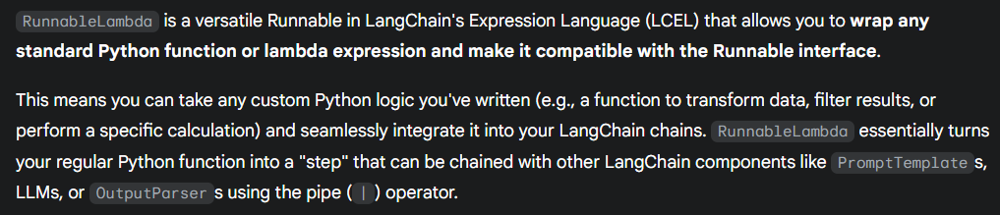 RunnableLambda is a versatile Runnable in LangChain's Expression Language (LCEL) that allows you to wrap any
standard Python function or lambda expression and make it compatible with the Runnable interface.
This means you can take any custom Python logic you've written (e.g., a function to transform data, filter results, or
perform a specific calculation) and seamlessly integrate it into your LangChain chains. RunnableLambda essentially turns
your regular Python function into a "step" that can be chained with other LangChain components like PromptTemplate s,
LLMs, or OutputParser s using the pipe ( | ) operator.